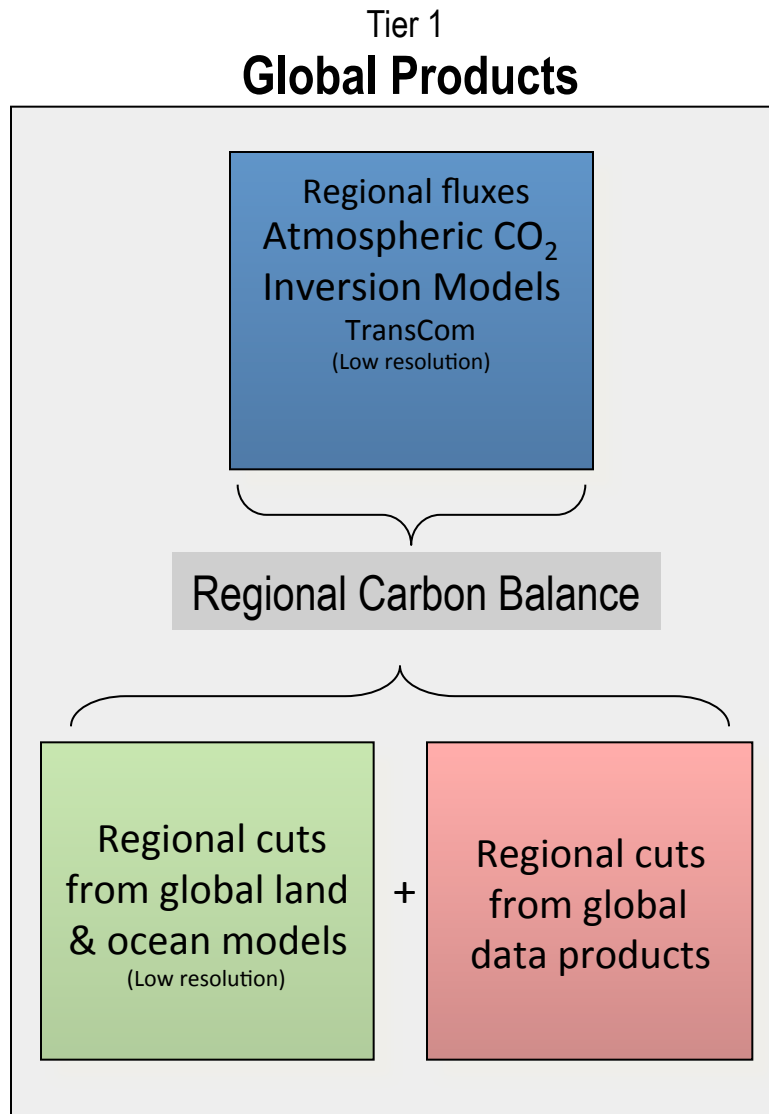 Tier 1
Global Products
Regional fluxes
Atmospheric CO₂
Inversion Models
TransCom
(Low resolution)
Regional Carbon Balance
Regional cuts
from global land
& ocean models
(Low resolution)
+
Regional cuts
from global
data products